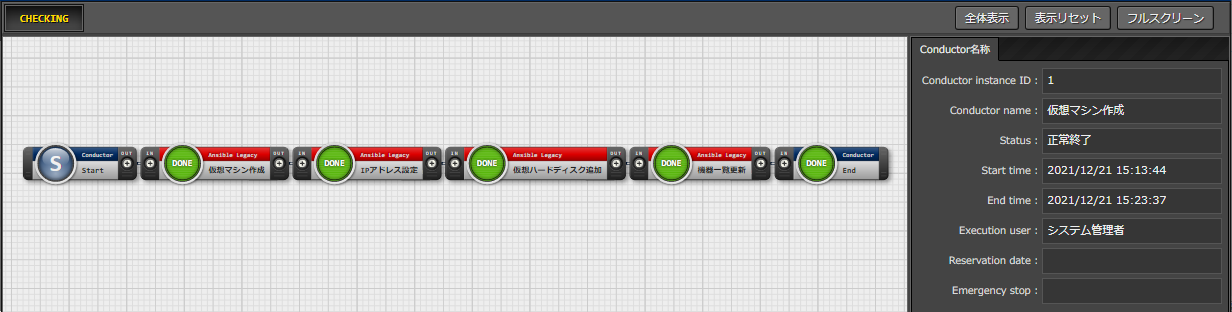 CHECKING
全体表示 表示リセット フルスクリーン
Conductor名称
Conductor instance ID : 1
Conductor name : 仮想マシン作成
Status : 正常終了
Start time : 2021/12/21 15:13:44
End time : 2021/12/21 15:23:37
Execution user : システム管理者
Reservation date :
Emergency stop :
S Conductor Start OUT
IN DONE Ansible Legacy 仮想マシン作成 OUT
IN DONE Ansible Legacy IPアドレス設定 OUT
IN DONE Ansible Legacy 仮想ハードディスク追加 OUT
IN DONE Ansible Legacy 機器一覧更新 OUT
IN DONE Conductor End